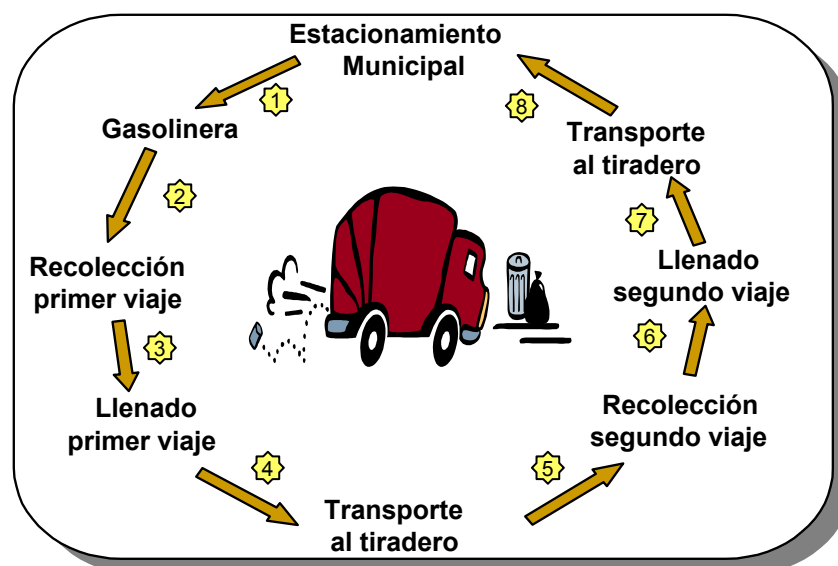 Estacionamiento
Municipal
1
Gasolinera
2
Recolección
primer viaje
3
Llenado
primer viaje
4
Transporte
al tiradero
5
Recolección
segundo viaje
6
Llenado
segundo viaje
7
Transporte
al tiradero
8